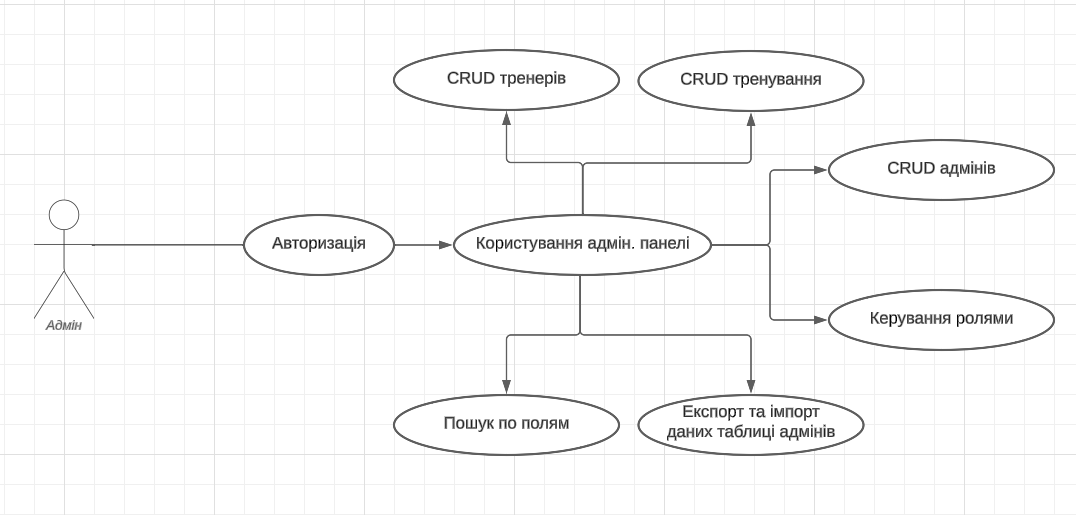 CRUD тренерів
CRUD тренування
CRUD адмінів
Авторизація
Користування адмін. панелі
Адмін
Керування ролями
Пошук по полям
Експорт та імпорт
даних таблиці адмінів